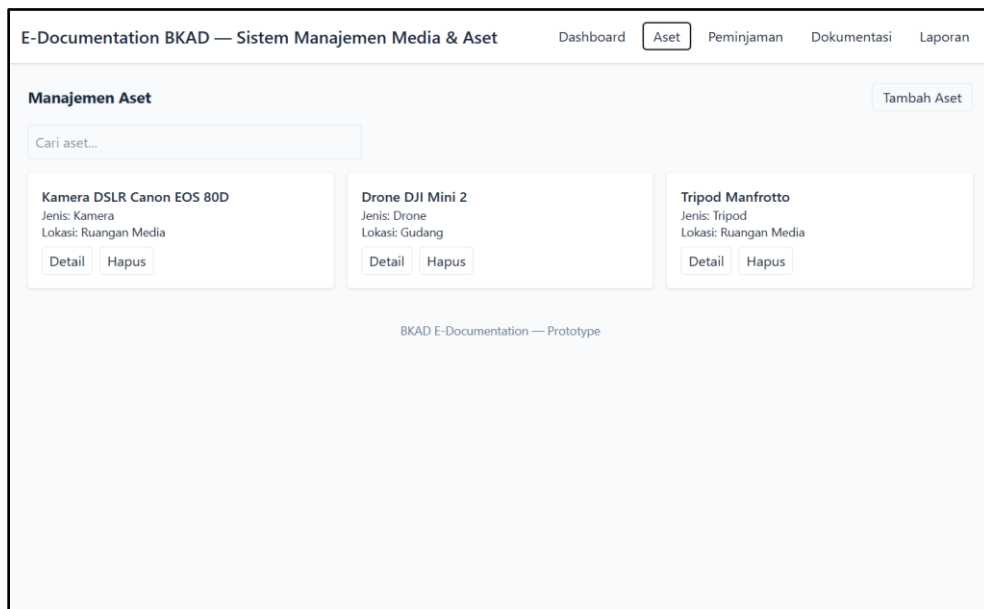 E-Documentation BKAD — Sistem Manajemen Media & Aset
Dashboard
Aset
Peminjaman
Dokumentasi
Laporan
Manajemen Aset
Tambah Aset
Cari aset...
Kamera DSLR Canon EOS 80D
Jenis: Kamera
Lokasi: Ruangan Media
Detail
Hapus
Drone DJI Mini 2
Jenis: Drone
Lokasi: Gudang
Detail
Hapus
Tripod Manfrotto
Jenis: Tripod
Lokasi: Ruangan Media
Detail
Hapus
BKAD E-Documentation — Prototype